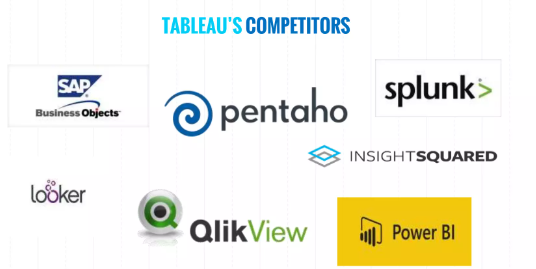 TABLEAU'S COMPETITORS
SAP
Business Objects
pentaho
splunk>
INSIGHTSQUARED
looker
QlikView
Power BI